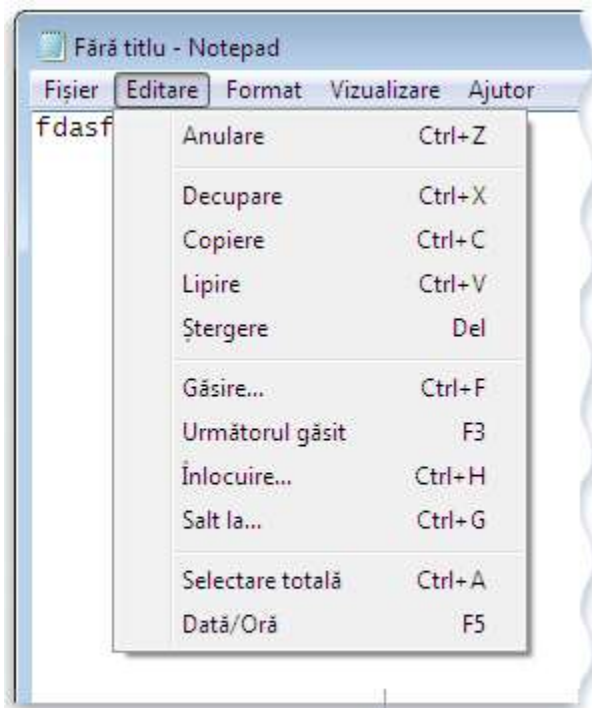 Fără titlu - Notepad
Fișier Editare Format Vizualizare Ajutor
fdasf
Anulare Ctrl+Z
Decupare Ctrl+X
Copiere Ctrl+C
Lipire Ctrl+V
Ștergere Del
Găsire... Ctrl+F
Următorul găsit F3
Înlocuire... Ctrl+H
Salt la... Ctrl+G
Selectare totală Ctrl+A
Dată/Oră F5